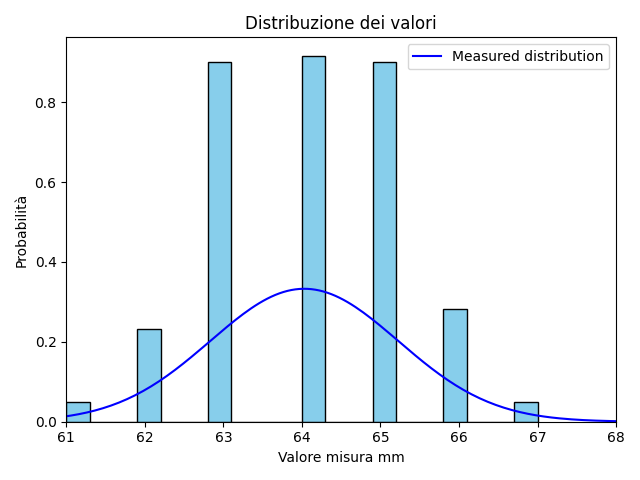 Distribuzione dei valori
Measured distribution
Probabilità
0.8
0.6
0.4
0.2
0.0
61 62 63 64 65 66 67 68
Valore misura mm